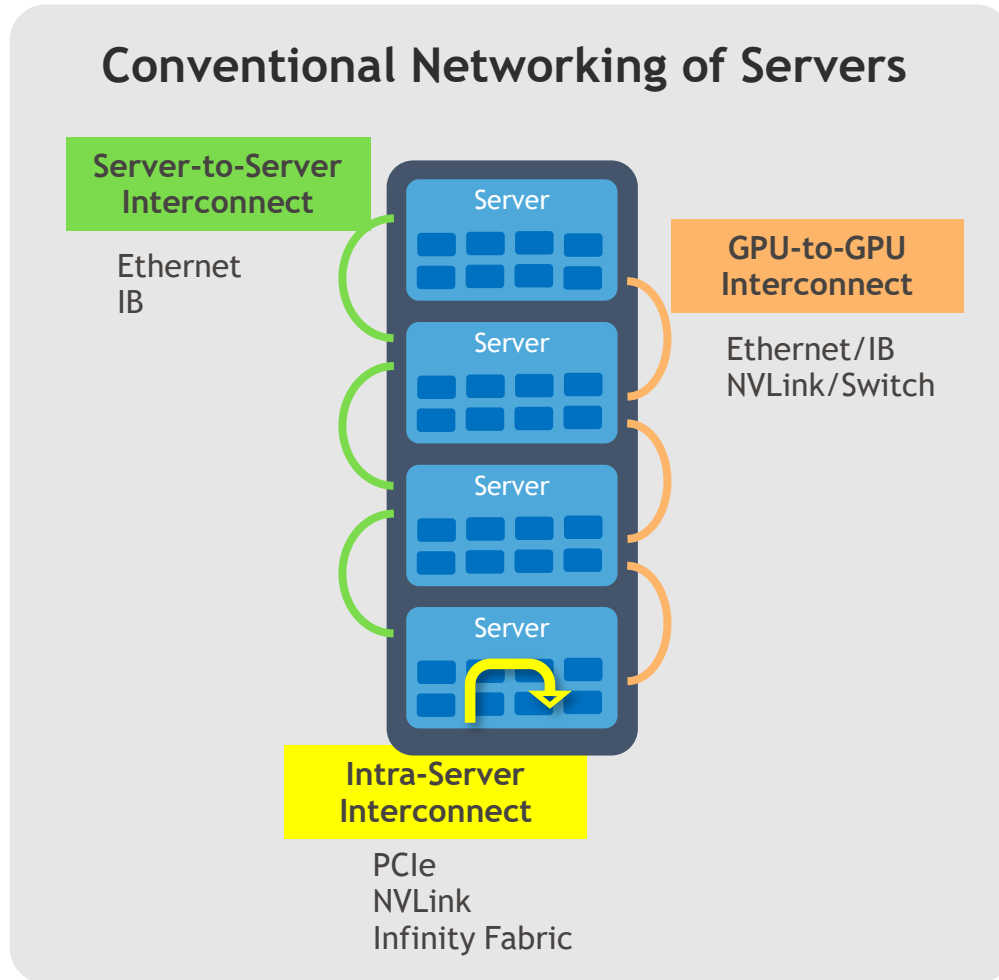 Conventional Networking of Servers
Server-to-Server
Interconnect
Ethernet
IB
Server
Server
Server
Server
GPU-to-GPU
Interconnect
Ethernet/IB
NVLink/Switch
Intra-Server
Interconnect
PCIe
NVLink
Infinity Fabric